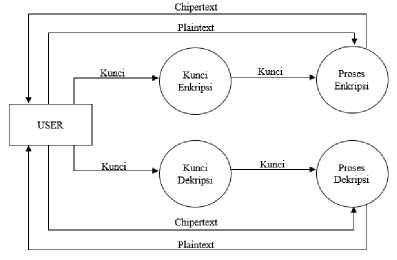 Chipertext
Plaintext
Kunci
Kunci
Enkripsi
Kunci
Proses
Enkripsi
USER
Kunci
Kunci
Dekripsi
Kunci
Proses
Dekripsi
Chipertext
Plaintext